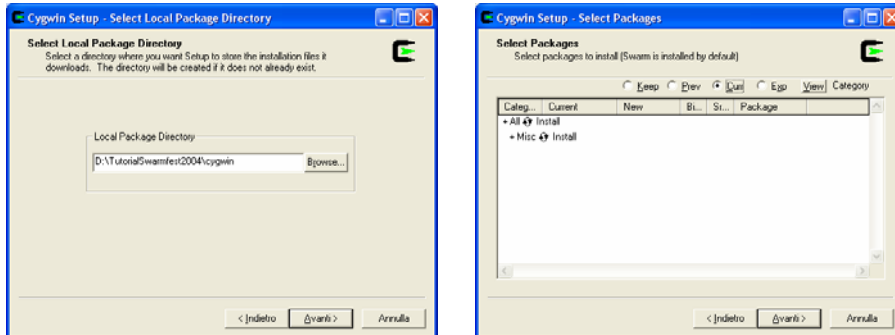 Cygwin Setup - Select Local Package Directory
Select Local Package Directory
Select a directory where you want Setup to store the installation files it
downloads. The directory will be created if it does not already exist.
Local Package Directory
D:\TutorialSwarmfest2004\cygwin
Browse...
< Indietro
Avanti >
Annulla
Cygwin Setup - Select Packages
Select Packages
Select packages to install (Swarm is installed by default)
Keep Prev Curr Exp View Category
Categ... Current New Bi... Sr... Package
+ All Install
+ Misc Install
< Indietro
Avanti >
Annulla